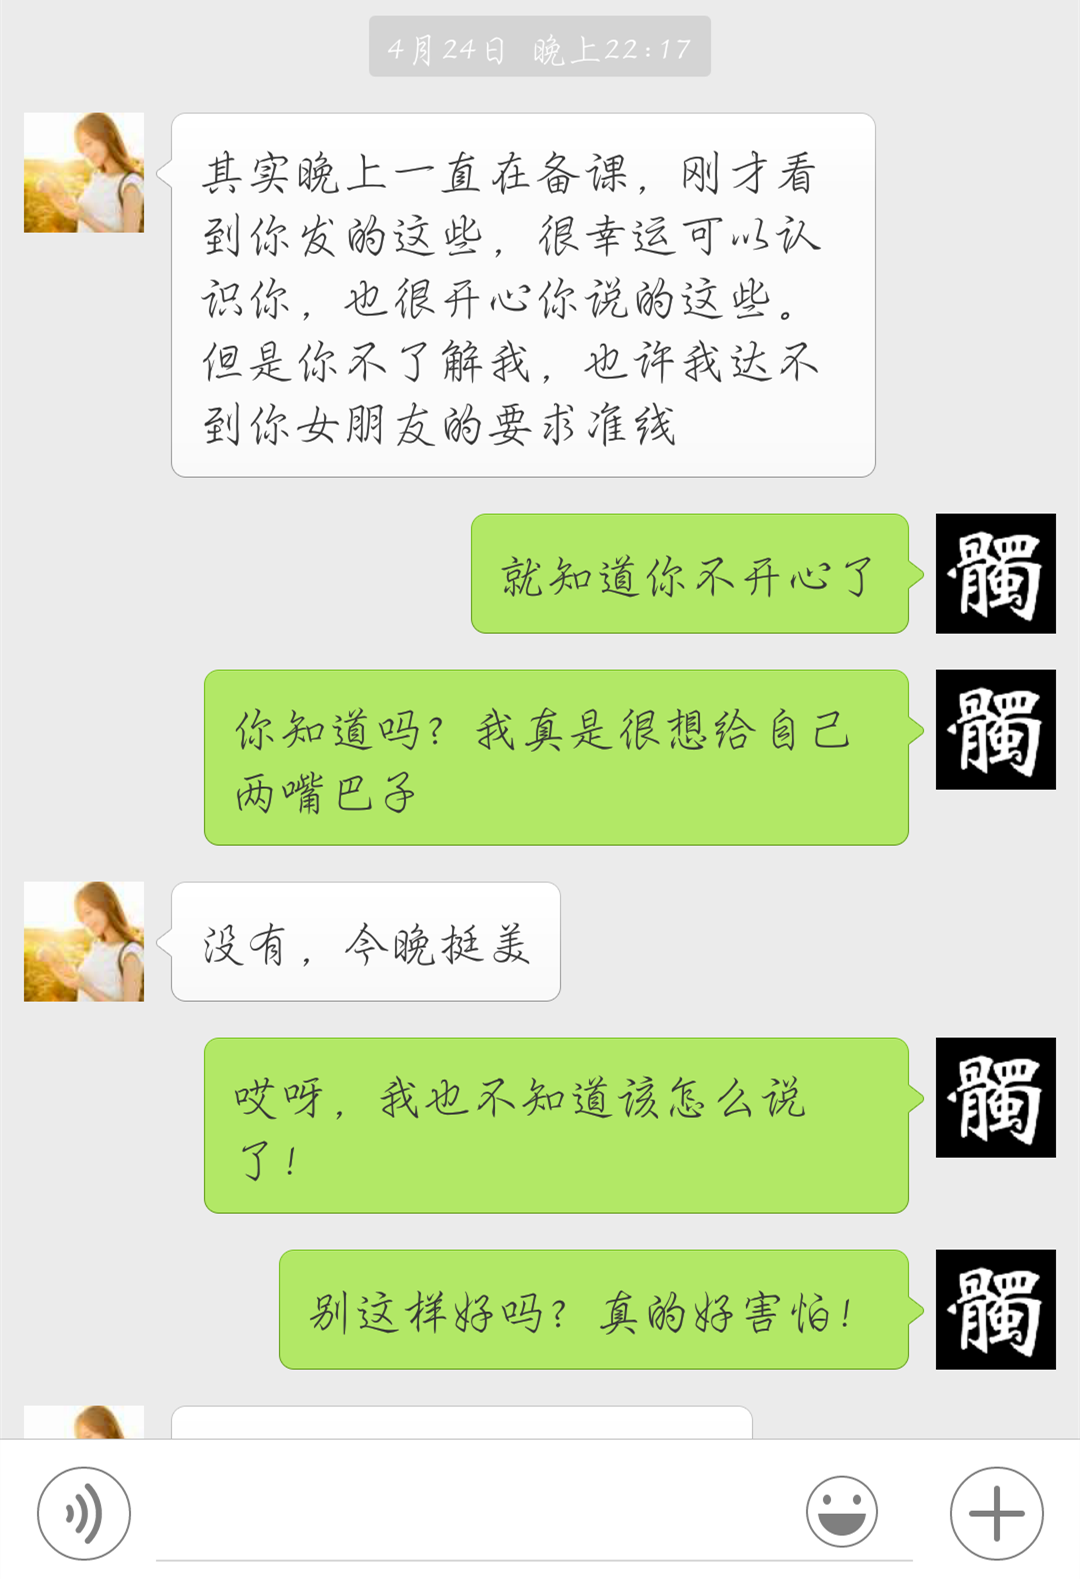 4月24日 晚上22:17
其实晚上一直在备课，刚才看
到你发的这些，很幸运可以认
识你，也很开心你说的这些。
但是你不了解我，也许我达不
到你女朋友的要求准线
就知道你不开心了
髑
你知道吗？我真是很想给自己
两嘴巴子
髑
没有，今晚挺美
哎呀，我也不知道该怎么说
了！
髑
别这样好吗？真的好害怕！
髑